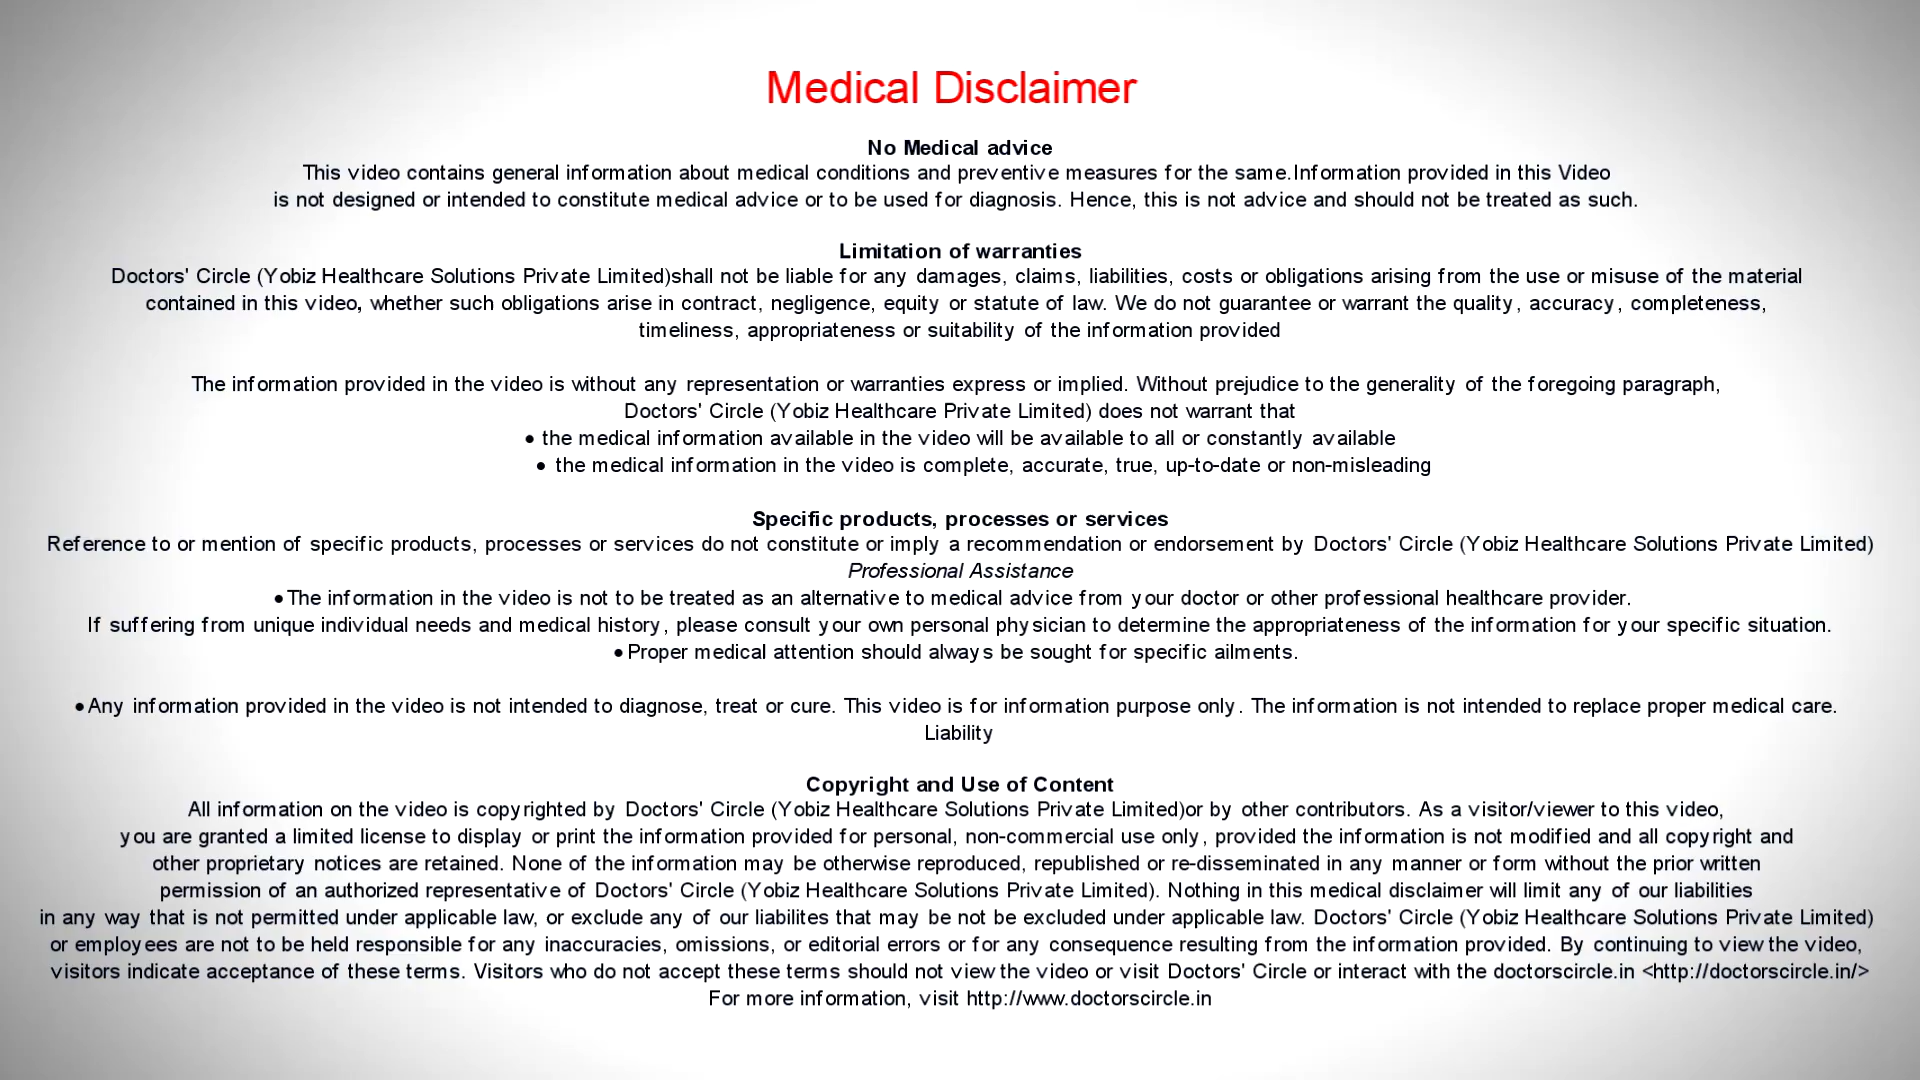 Medical Disclaimer
No Medical advice
This video contains general information about medical conditions and preventive measures for the same.Information provided in this Video
is not designed or intended to constitute medical advice or to be used for diagnosis. Hence, this is not advice and should not be treated as such.
Limitation of warranties
Doctors' Circle (Yobiz Healthcare Solutions Private Limited)shall not be liable for any damages, claims, liabilities, costs or obligations arising from the use or misuse of the material
contained in this video, whether such obligations arise in contract, negligence, equity or statute of law. We do not guarantee or warrant the quality, accuracy, completeness,
timeliness, appropriateness or suitability of the information provided
The information provided in the video is without any representation or warranties express or implied. Without prejudice to the generality of the foregoing paragraph,
Doctors' Circle (Yobiz Healthcare Private Limited) does not warrant that
• the medical information available in the video will be available to all or constantly available
• the medical information in the video is complete, accurate, true, up-to-date or non-misleading
Specific products, processes or services
Reference to or mention of specific products, processes or services do not constitute or imply a recommendation or endorsement by Doctors' Circle (Yobiz Healthcare Solutions Private Limited)
Professional Assistance
•The information in the video is not to be treated as an alternative to medical advice from your doctor or other professional healthcare provider.
If suffering from unique individual needs and medical history, please consult your own personal physician to determine the appropriateness of the information for your specific situation.
•Proper medical attention should always be sought for specific ailments.
•Any information provided in the video is not intended to diagnose, treat or cure. This video is for information purpose only. The information is not intended to replace proper medical care.
Liability
Copyright and Use of Content
All information on the video is copyrighted by Doctors' Circle (Yobiz Healthcare Solutions Private Limited)or by other contributors. As a visitor/viewer to this video,
you are granted a limited license to display or print the information provided for personal, non-commercial use only, provided the information is not modified and all copyright and
other proprietary notices are retained. None of the information may be otherwise reproduced, republished or re-disseminated in any manner or form without the prior written
permission of an authorized representative of Doctors' Circle (Yobiz Healthcare Solutions Private Limited). Nothing in this medical disclaimer will limit any of our liabilities
in any way that is not permitted under applicable law, or exclude any of our liabilites that may be not be excluded under applicable law. Doctors' Circle (Yobiz Healthcare Solutions Private Limited)
or employees are not to be held responsible for any inaccuracies, omissions, or editorial errors or for any consequence resulting from the information provided. By continuing to view the video,
visitors indicate acceptance of these terms. Visitors who do not accept these terms should not view the video or visit Doctors' Circle or interact with the doctorscircle.in <http://doctorscircle.in/>
For more information, visit http://www.doctorscircle.in